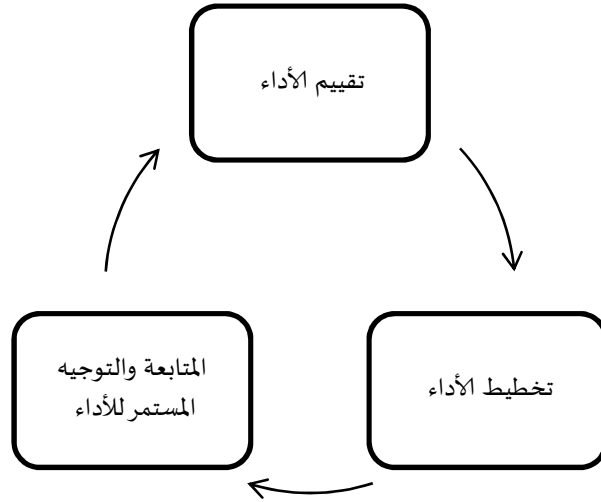 تقييم الأداء
تخطيط الأداء
المتابعة والتوجيه
المستمر للأداء